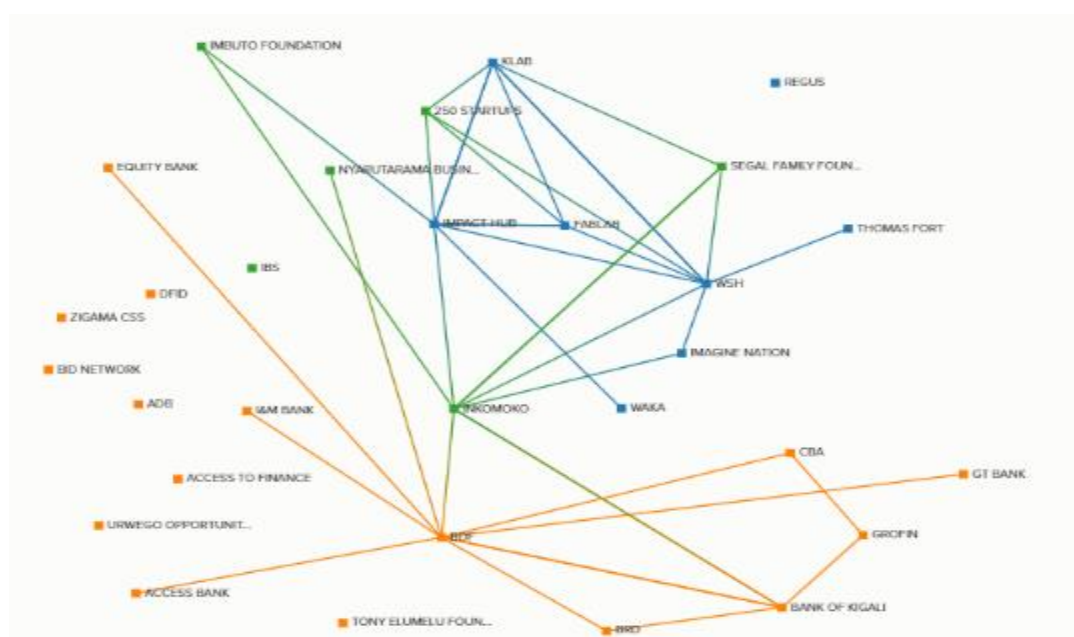 IMBUTO FOUNDATION
KLAB
REGUS
250 STARTUPS
EQUITY BANK
NYARUTARAMA BUSIN...
SEGAL FAMILY FOUN...
IMPACT HUB
FABLAB
THOMAS FORT
IBS
WSH
DFID
ZIGAMA CSS
IMAGINE NATION
BID NETWORK
ADB
I&M BANK
INKOMOKO
WAKA
CBA
ACCESS TO FINANCE
GT BANK
URWEGO OPPORTUNIT...
BDF
GROFIN
ACCESS BANK
BANK OF KIGALI
TONY ELUMELU FOUN...
BRD